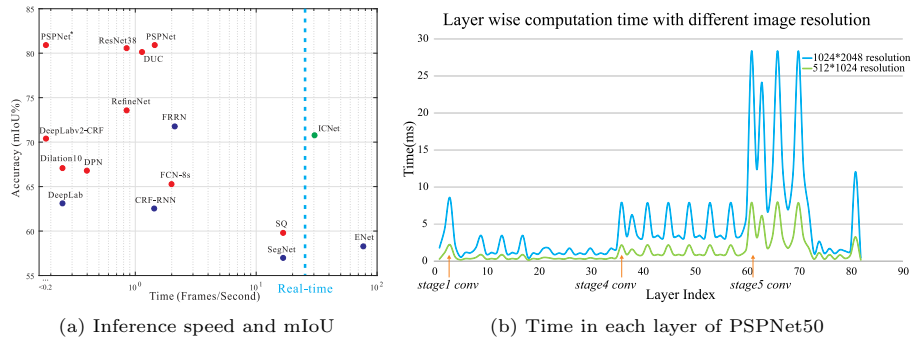 85
80
75
70
65
60
55
Accuracy (mIoU%)
PSPNet*
ResNet38
PSPNet
DUC
RefineNet
FRRN
ICNet
DeepLabv2-CRF
Dilation10
DPN
FCN-8s
DeepLab
CRF-RNN
SQ
SegNet
ENet
-0.2
10^0
10^1
10^2
Time (Frames/Second)
Real-time
(a) Inference speed and mIoU
Layer wise computation time with different image resolution
1024*2048 resolution
512*1024 resolution
30
25
20
15
10
5
0
Time(ms)
0 10 20 30 40 50 60 70 80 90
stage1 conv
stage4 conv
stage5 conv
Layer Index
(b) Time in each layer of PSPNet50